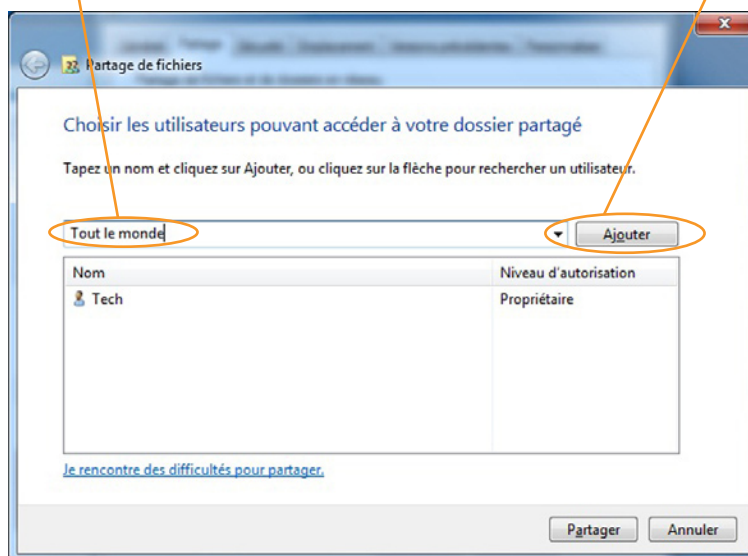 Partage de fichiers
Choisir les utilisateurs pouvant accéder à votre dossier partagé
Tapez un nom et cliquez sur Ajouter, ou cliquez sur la flèche pour rechercher un utilisateur.
Tout le monde Ajouter
Nom Niveau d'autorisation
Tech Propriétaire
Je rencontre des difficultés pour partager.
Partager Annuler